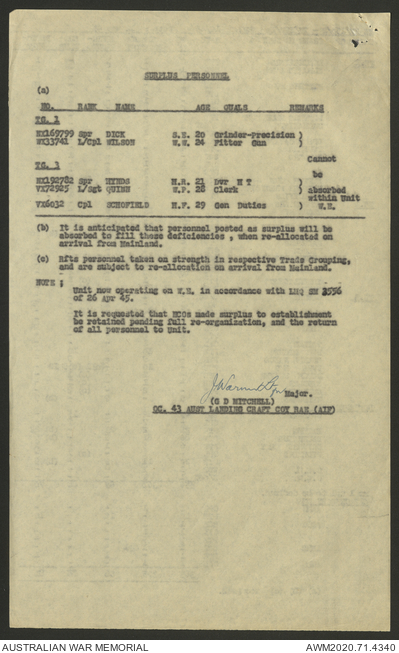 SURPLUS PERSONNEL
(a)
NO. RANK NAME AGE QUALS REMARKS
TG. 1
NX169799 Spr DICK S.E. 20 Grinder-Precision )
WX33741 L/Cpl WILSON W.W. 24 Fitter Gun )
TG. 3 Cannot
be
NX192782 Spr HYNDS H.R. 21 Dvr M T )
VX72925 L/Sgt QUINN W.P. 28 Clerk ) absorbed
within Unit
VX6032 Cpl SCHOFIELD H.F. 29 Gen Duties ) W.E.
(b) It is anticipated that personnel posted as surplus will be
absorbed to fill these deficiencies , when re-allocated on
arrival from Mainland.
(c) Rfts personnel taken on strength in respective Trade Grouping,
and are subject to re-allocation on arrival from Mainland.
NOTE ;
Unit now operating on W.E. in accordance with LHQ SM 3556
of 26 Apr 45.
It is requested that NCOs made surplus to establishment
be retained pending full re-organization, and the return
of all personnel to Unit.
Major.
(G D MITCHELL)
OC. 43 AUST LANDING CRAFT COY RAE (AIF)
AUSTRALIAN WAR MEMORIAL AWM2020.71.4340